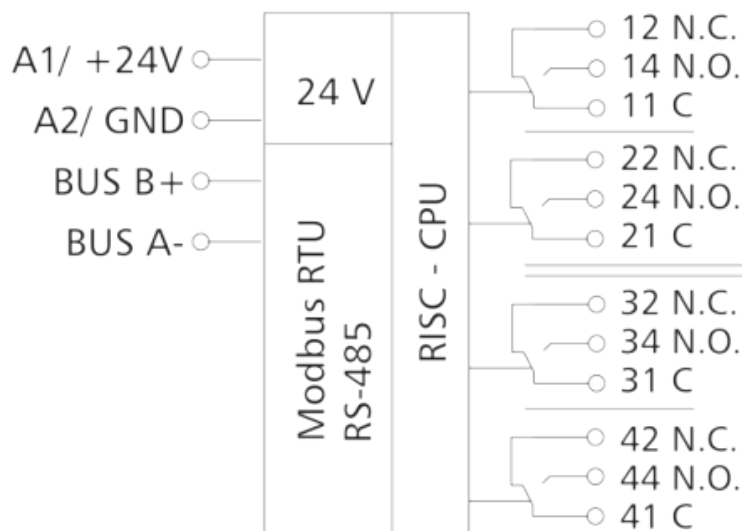 A1/ +24V
A2/ GND
BUS B+
BUS A-
24 V
Modbus RTU
RS-485
RISC - CPU
12 N.C.
14 N.O.
11 C
22 N.C.
24 N.O.
21 C
32 N.C.
34 N.O.
31 C
42 N.C.
44 N.O.
41 C